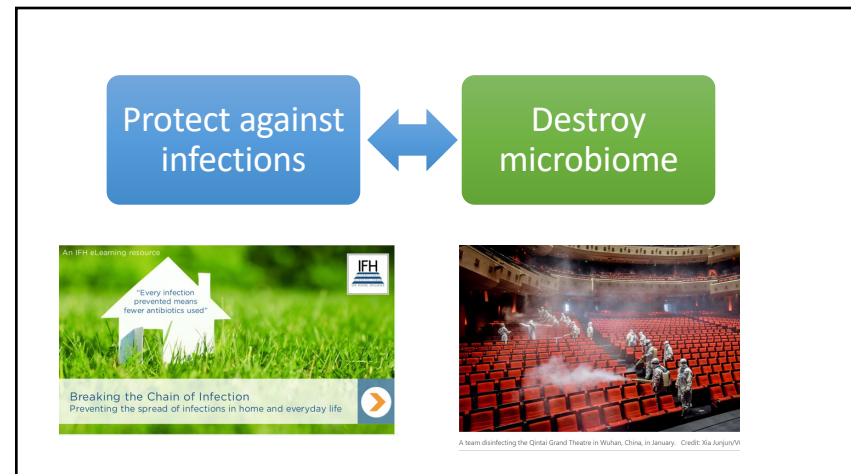 Protect against
infections
Destroy
microbiome
An IFH eLearning resource
IFH
"Every infection
prevented means
fewer antibiotics used"
Breaking the Chain of Infection
Preventing the spread of infections in home and everyday life
A team disinfecting the Qintai Grand Theatre in Wuhan, China, in January. Credit: Xia Junjun/V